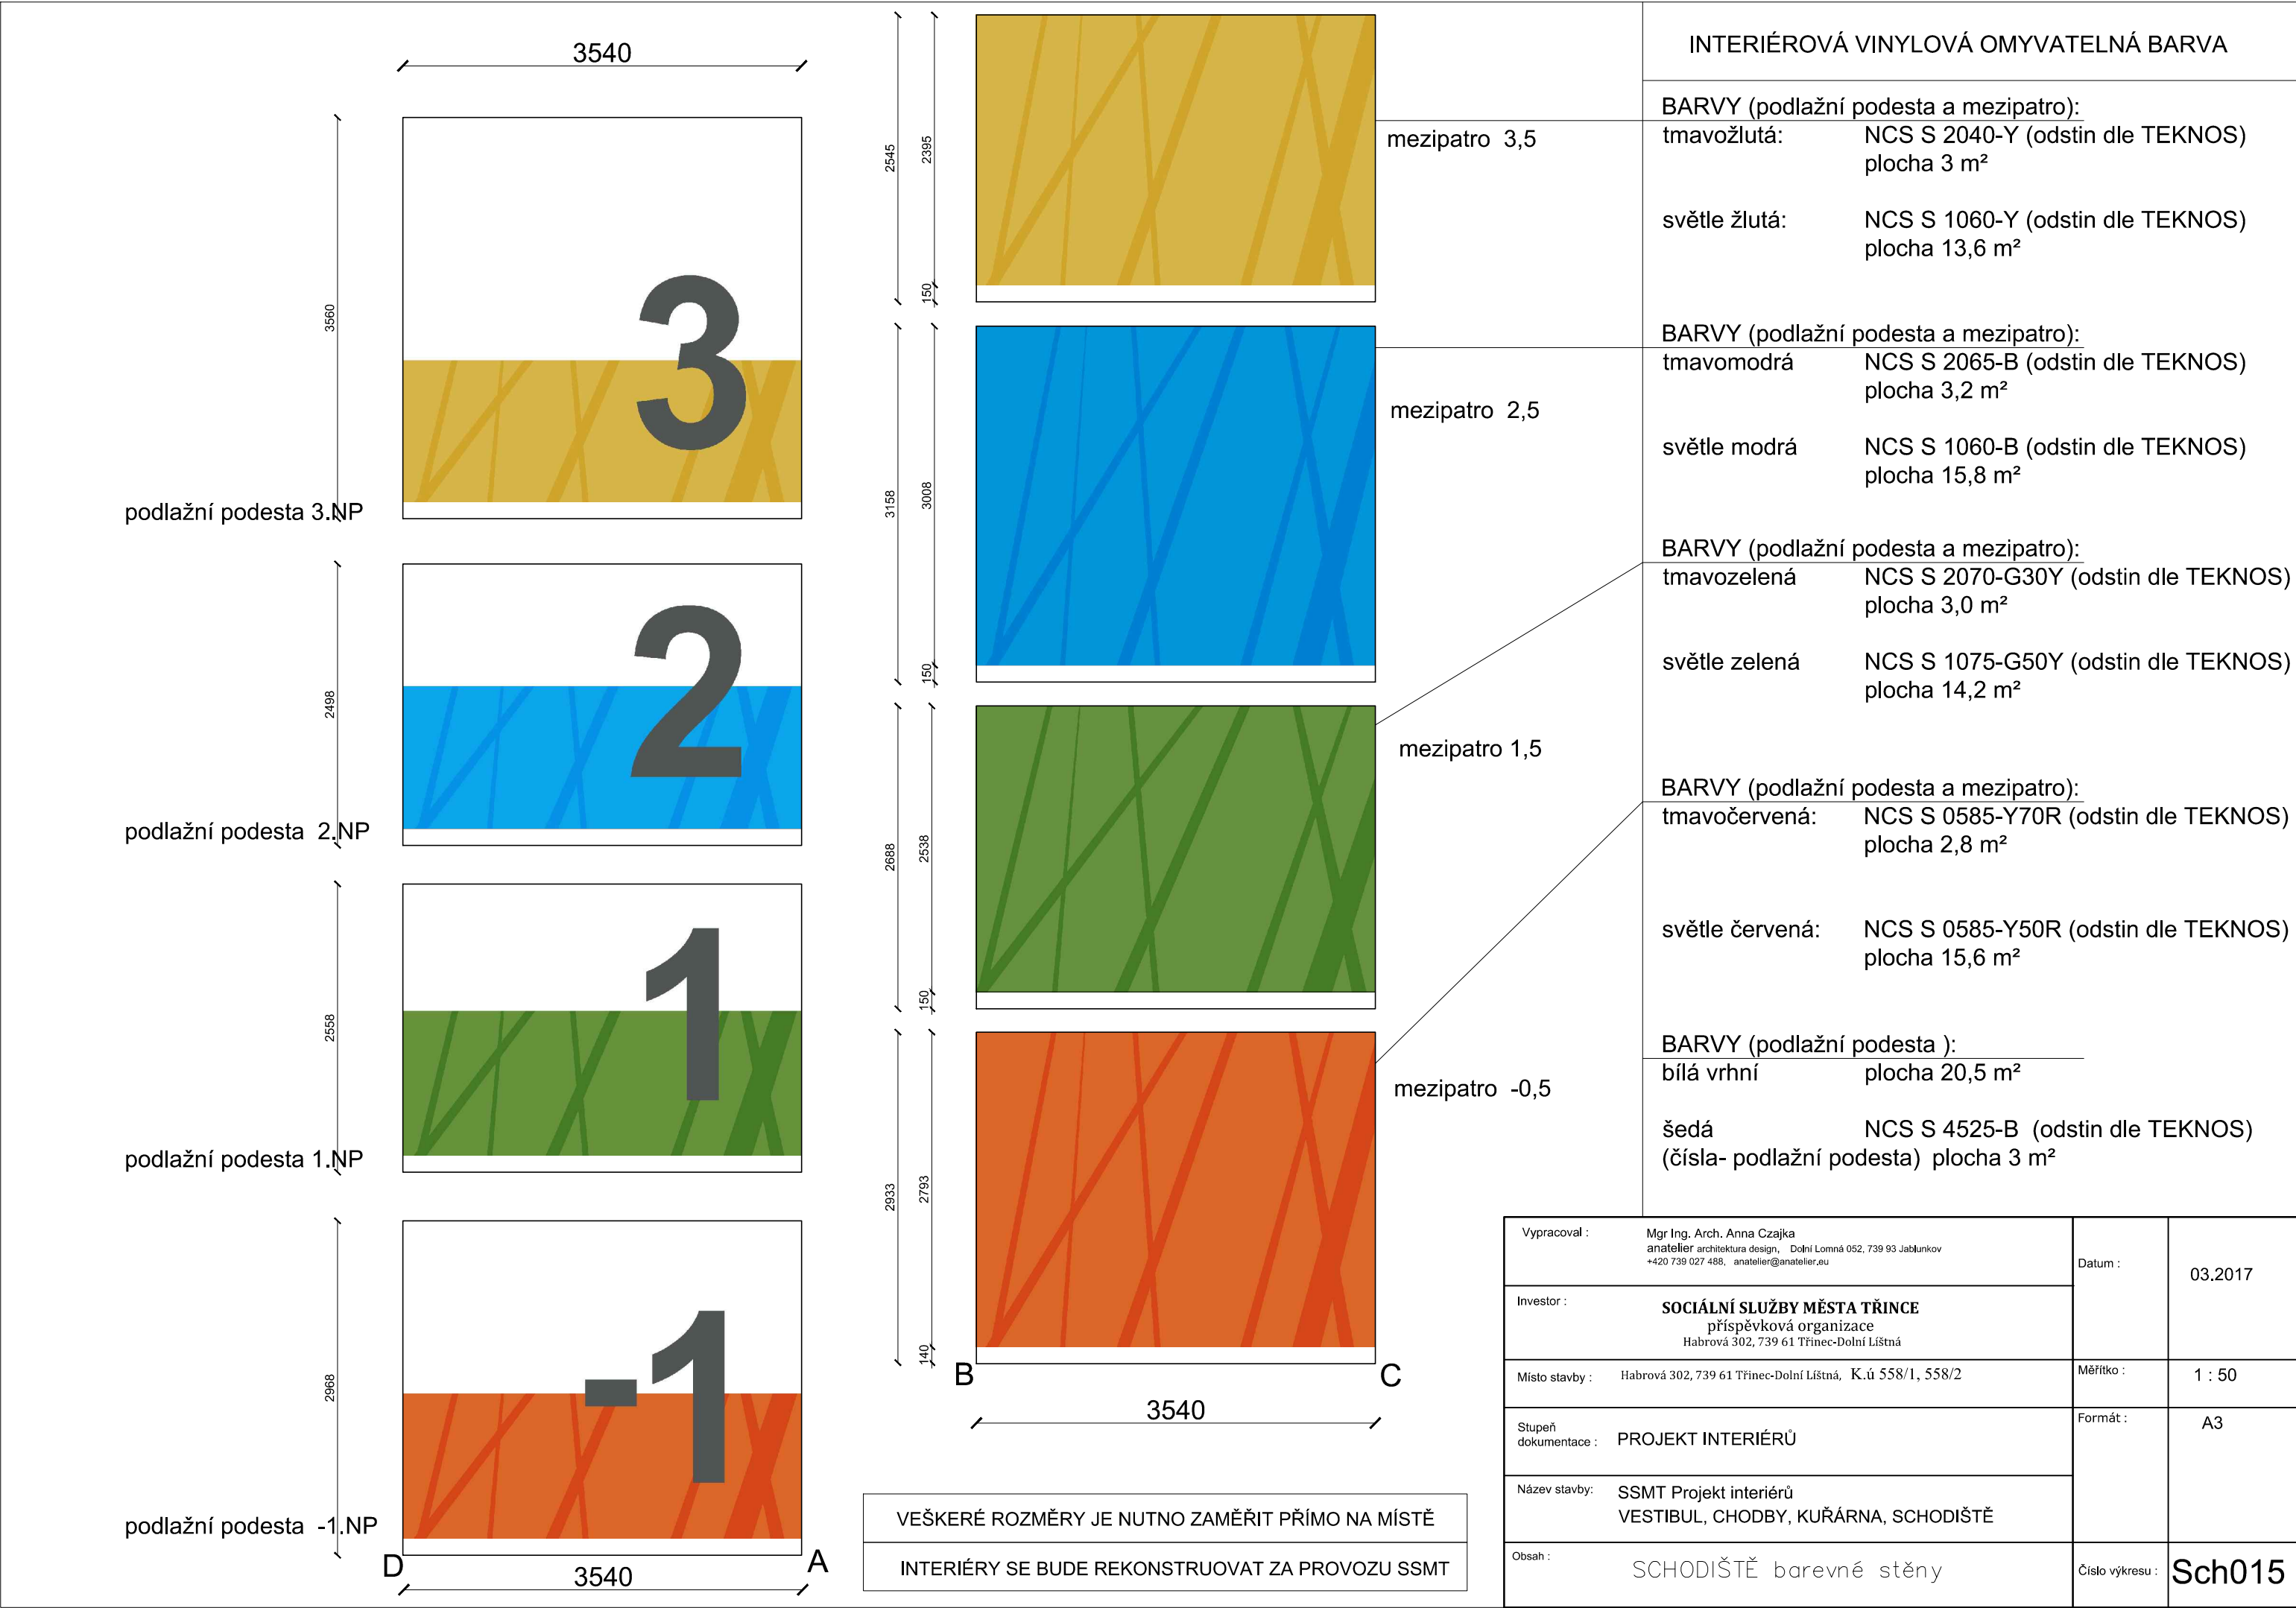 3540
3560
3
podlažní podesta 3.NP
2498
2
podlažní podesta 2.NP
2558
1
podlažní podesta 1.NP
2968
-1
podlažní podesta -1.NP
D
A
3540
2545
2395
150
mezipatro 3,5
3158
3008
150
mezipatro 2,5
2688
2538
150
mezipatro 1,5
2933
2793
140
mezipatro -0,5
B
C
3540
VEŠKERÉ ROZMĚRY JE NUTNO ZAMĚŘIT PŘÍMO NA MÍSTĚ
INTERIÉRY SE BUDE REKONSTRUOVAT ZA PROVOZU SSMT
INTERIÉROVÁ VINYLOVÁ OMYVATELNÁ BARVA
BARVY (podlažní podesta a mezipatro):
tmavožlutá: NCS S 2040-Y (odstin dle TEKNOS)
plocha 3 m²
světle žlutá: NCS S 1060-Y (odstin dle TEKNOS)
plocha 13,6 m²
BARVY (podlažní podesta a mezipatro):
tmavomodrá NCS S 2065-B (odstin dle TEKNOS)
plocha 3,2 m²
světle modrá NCS S 1060-B (odstin dle TEKNOS)
plocha 15,8 m²
BARVY (podlažní podesta a mezipatro):
tmavozelená NCS S 2070-G30Y (odstin dle TEKNOS)
plocha 3,0 m²
světle zelená NCS S 1075-G50Y (odstin dle TEKNOS)
plocha 14,2 m²
BARVY (podlažní podesta a mezipatro):
tmavočervená: NCS S 0585-Y70R (odstin dle TEKNOS)
plocha 2,8 m²
světle červená: NCS S 0585-Y50R (odstin dle TEKNOS)
plocha 15,6 m²
BARVY (podlažní podesta ):
bílá vrhní plocha 20,5 m²
šedá NCS S 4525-B (odstin dle TEKNOS)
(čísla- podlažní podesta) plocha 3 m²
Vypracoval : Mgr Ing. Arch. Anna Czajka
anatelier architektura design, Dolní Lomná 052, 739 93 Jablunkov
+420 739 027 488, anatelier@anatelier.eu
Datum : 03.2017
Investor : SOCIÁLNÍ SLUŽBY MĚSTA TŘINCE
příspěvková organizace
Habrová 302, 739 61 Třinec-Dolní Líštná
Místo stavby : Habrová 302, 739 61 Třinec-Dolní Líštná, K.ú 558/1, 558/2
Měřítko : 1 : 50
Stupeň
dokumentace : PROJEKT INTERIÉRŮ
Formát : A3
Název stavby: SSMT Projekt interiérů
VESTIBUL, CHODBY, KUŘÁRNA, SCHODIŠTĚ
Obsah : SCHODIŠTĚ barevné stěny
Číslo výkresu : Sch015